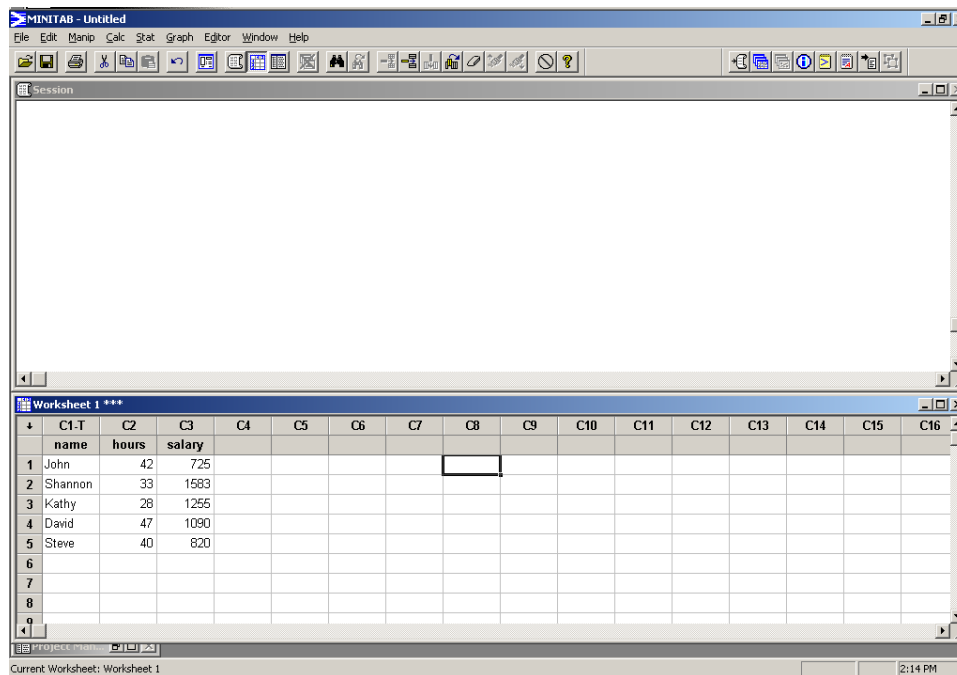 MINITAB - Untitled
File Edit Manip Calc Stat Graph Editor Window Help
Session
Worksheet 1 ***
C1-T C2 C3 C4 C5 C6 C7 C8 C9 C10 C11 C12 C13 C14 C15 C16
name hours salary
1 John 42 725
2 Shannon 33 1583
3 Kathy 28 1255
4 David 47 1090
5 Steve 40 820
6
7
8
9
Project Man...
Current Worksheet: Worksheet 1 2:14 PM